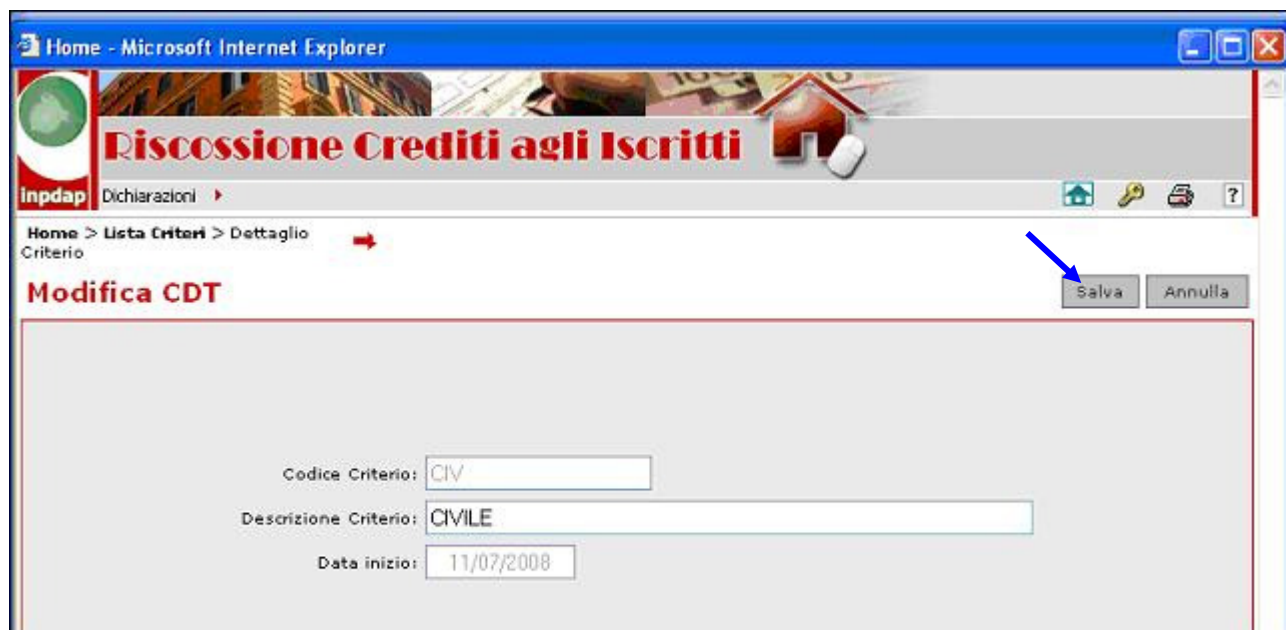 Home - Microsoft Internet Explorer
Riscossione Crediti agli Iscritti
inpdap Dichiarazioni ?
Home > Lista Criteri > Dettaglio
Criterio
Modifica CDT Salva Annulla
Codice Criterio: CIV
Descrizione Criterio: CIVILE
Data inizio: 11/07/2008